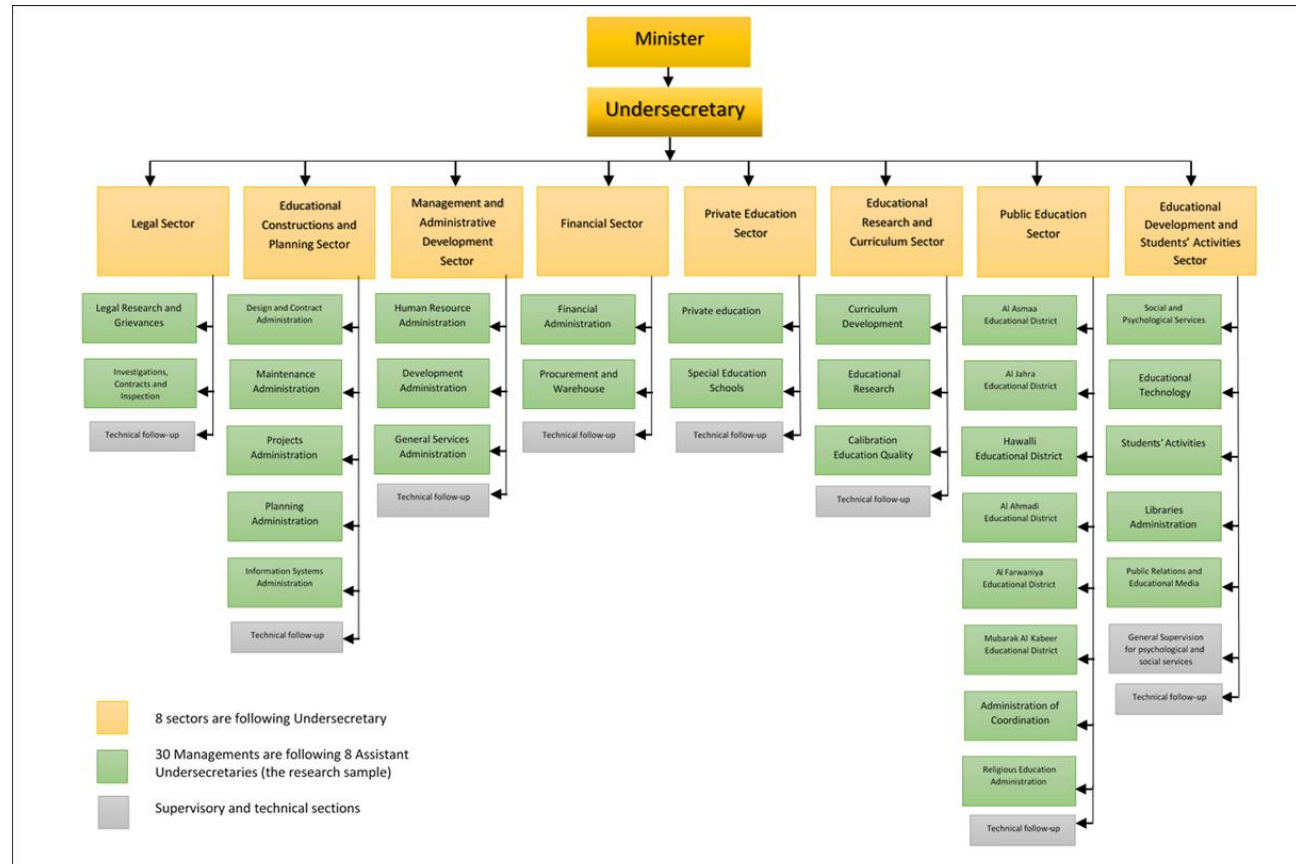 Minister
Undersecretary
Legal Sector
Educational
Constructions and
Planning Sector
Management and
Administrative
Development
Sector
Financial Sector
Private Education
Sector
Educational
Research and
Curriculum Sector
Public Education
Sector
Educational
Development and
Students' Activities
Sector
Legal Research and
Grievances
Investigations,
Contracts and
Inspection
Technical follow-up
Design and Contract
Administration
Maintenance
Administration
Projects
Administration
Planning
Administration
Information Systems
Administration
Technical follow-up
Human Resource
Administration
Development
Administration
General Services
Administration
Technical follow-up
Financial
Administration
Procurement and
Warehouse
Technical follow-up
Private education
Special Education
Schools
Technical follow-up
Curriculum
Development
Educational
Research
Calibration
Education Quality
Technical follow-up
Al Asmaa
Educational District
Al Jahra
Educational District
Hawalli
Educational District
Al Ahmadi
Educational District
Al Farwaniya
Educational District
Mubarak Al Kabeer
Educational District
Administration of
Coordination
Religious Education
Administration
Technical follow-up
Social and
Psychological Services
Educational
Technology
Students' Activities
Libraries
Administration
Public Relations and
Educational Media
General Supervision
for psychological and
social services
Technical follow-up
8 sectors are following Undersecretary
30 Managements are following 8 Assistant
Undersecretaries (the research sample)
Supervisory and technical sections